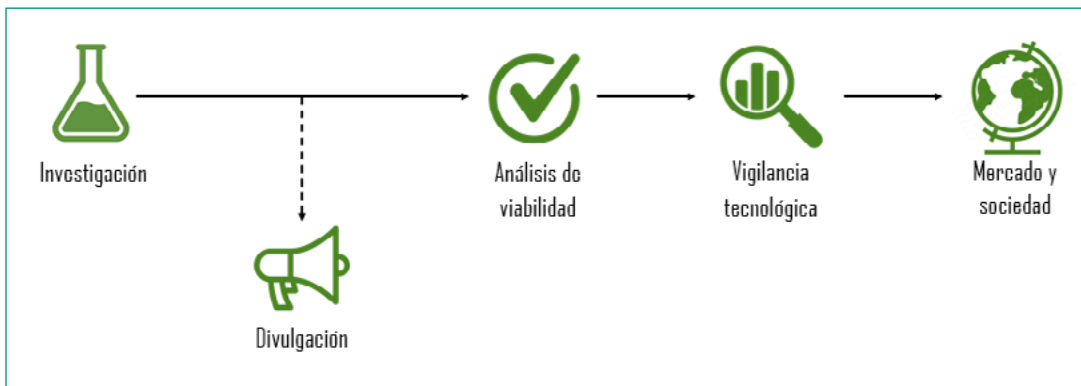 Investigación
Análisis de
viabilidad
Vigilancia
tecnológica
Mercado y
sociedad
Divulgación